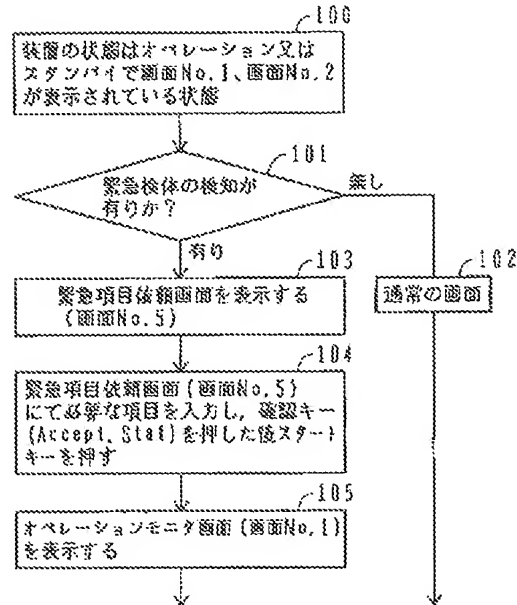 100
装置の状態はオペレーション又は
スタンバイで画面No.1、画面No.2
が表示されている状態
101
緊急検体の検知が
有りか?
無し
有り
103
緊急項目依頼画面を表示する
(画面No.5)
102
通常の画面
104
緊急項目依頼画面(画面No.5)
にて必要な項目を入力し,確認キー
(Accept、Stat)を押した後スタート
キーを押す
105
オペレーションモニタ画面(画面No.1)
を表示する